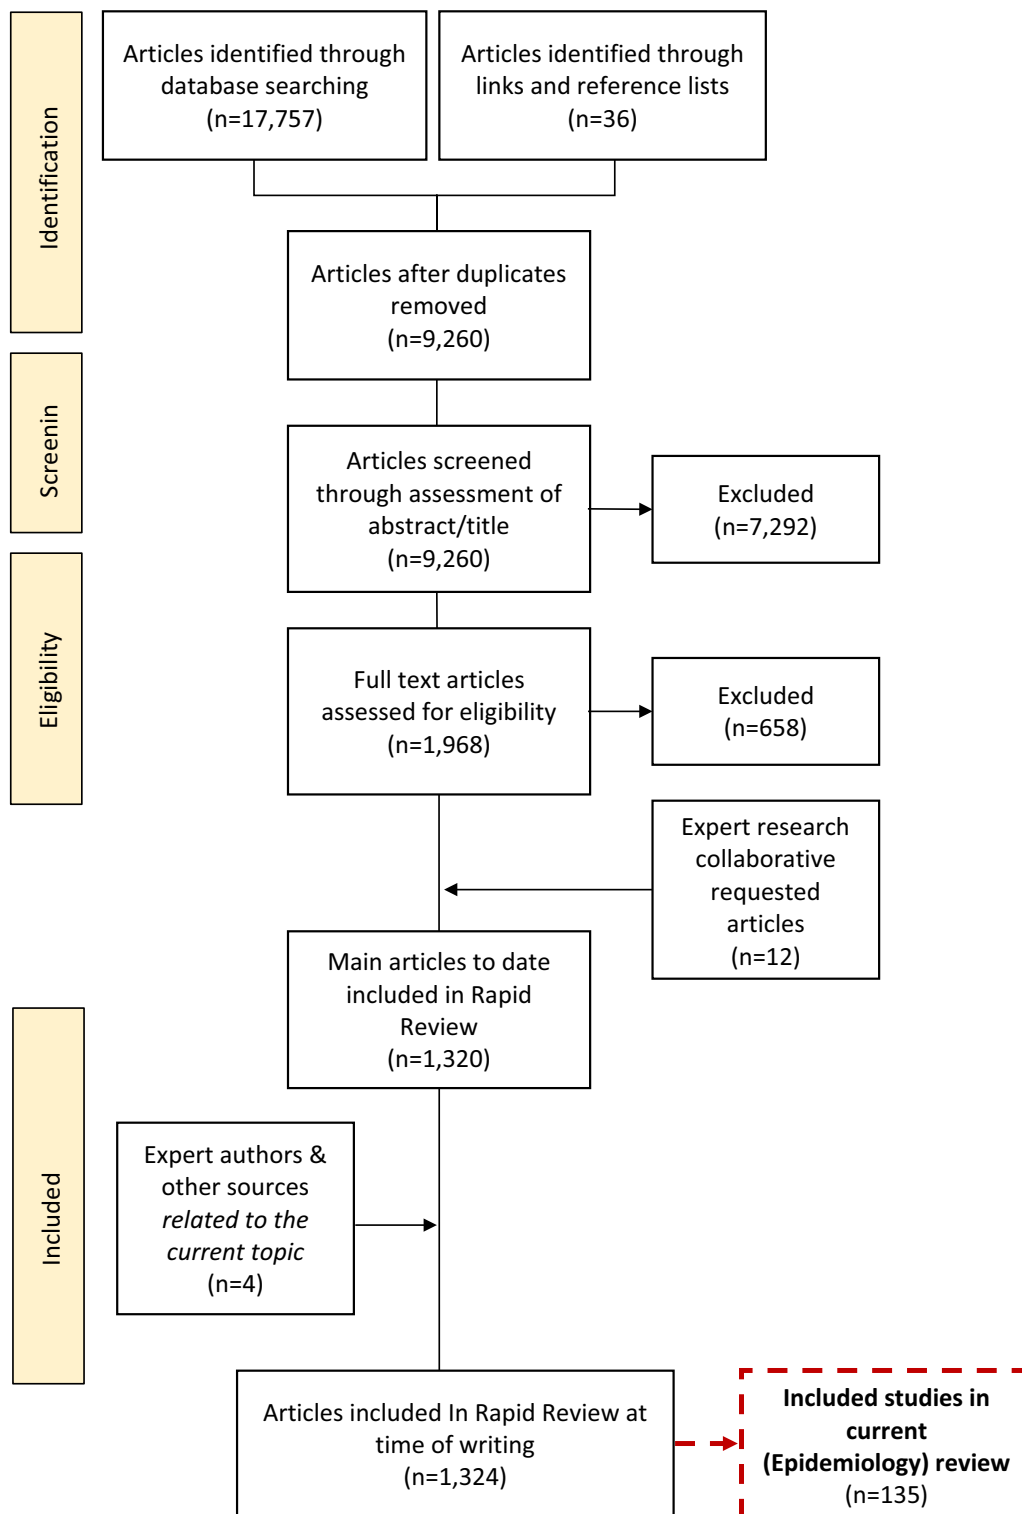 Identification
Articles identified through
database searching
(n=17,757)
Articles identified through
links and reference lists
(n=36)
Articles after duplicates
removed
(n=9,260)
Screenin
Articles screened
through assessment of
abstract/title
(n=9,260)
Excluded
(n=7,292)
Eligibility
Full text articles
assessed for eligibility
(n=1,968)
Excluded
(n=658)
Expert research
collaborative
requested
articles
(n=12)
Main articles to date
included in Rapid
Review
(n=1,320)
Included
Expert authors &
other sources
related to the
current topic
(n=4)
Articles included In Rapid Review at
time of writing
(n=1,324)
Included studies in
current
(Epidemiology) review
(n=135)